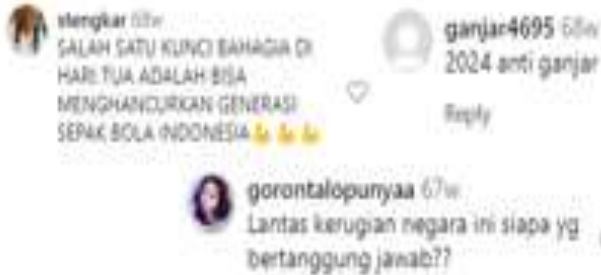 stengkar 68w
SALAH SATU KUNCI BAHAGIA DI
HARI TUA ADALAH BISA
MENGHANCURKAN GENERASI
SEPAK BOLA INDONESIA💪💪💪
ganjar4695 68w
2024 anti ganjar
Reply
gorontalopunyaa 67w
Lantas kerugian negara ini siapa yg
bertanggung jawab??